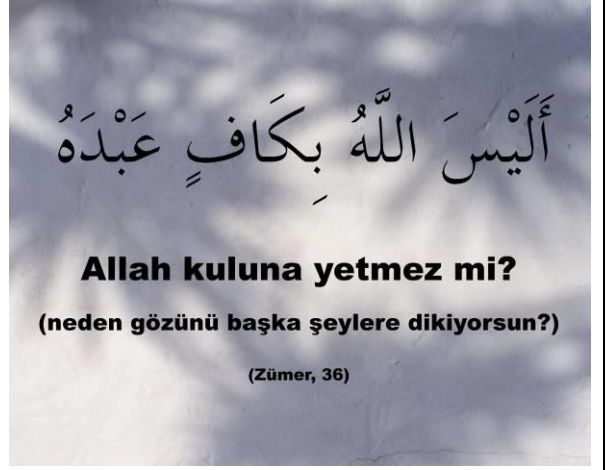 أَلَيْسَ اللَّهُ بِكَافٍ عَبْدَهُ
Allah kuluna yetmez mi?
(neden gözünü başka şeylere dikiyorsun?)
(Zümer, 36)